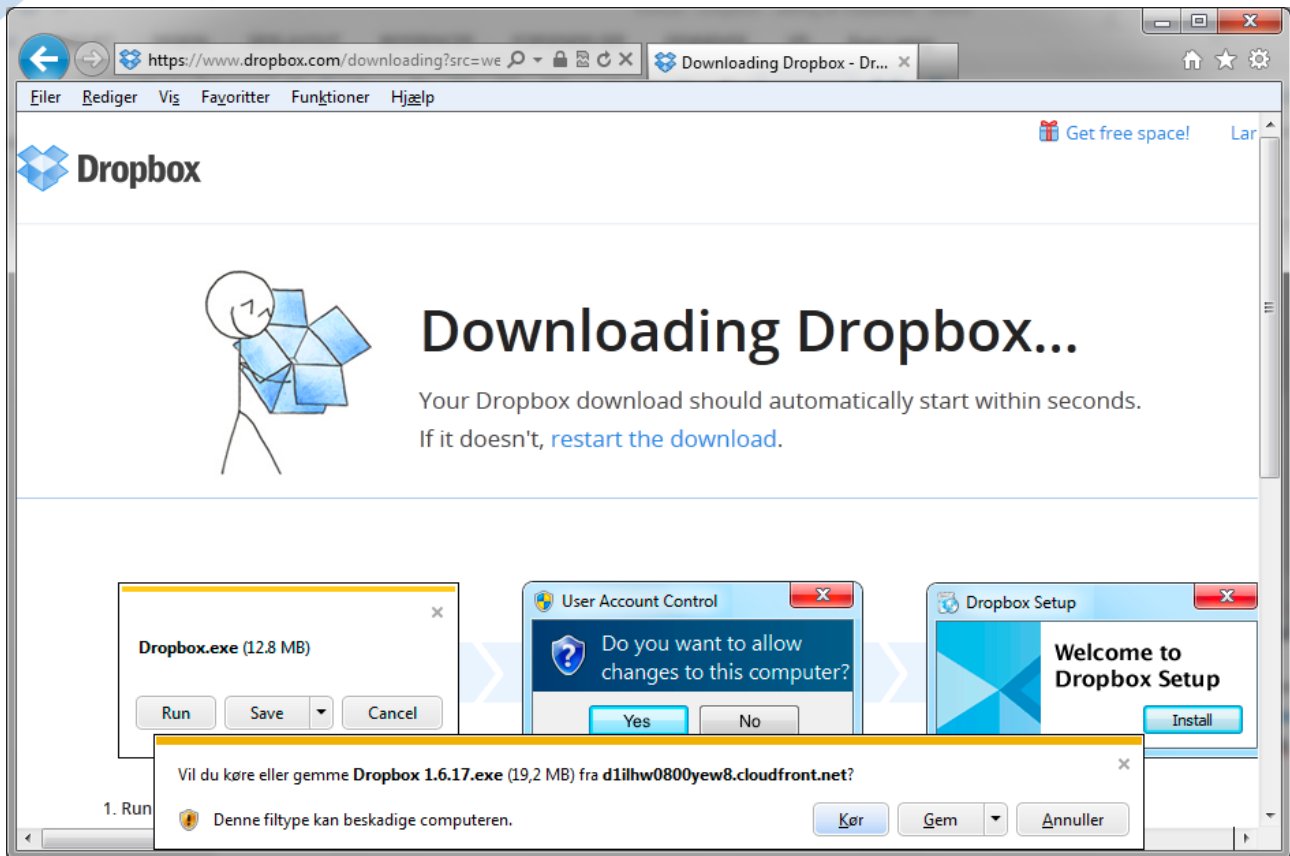 https://www.dropbox.com/downloading?src=we
Downloading Dropbox - Dr...
Filer Rediger Vis Favoritter Funktioner Hjælp
Get free space! Lar
Dropbox
Downloading Dropbox...
Your Dropbox download should automatically start within seconds.
If it doesn't, restart the download.
Dropbox.exe (12.8 MB)
Run Save Cancel
User Account Control
Do you want to allow
changes to this computer?
Yes No
Dropbox Setup
Welcome to
Dropbox Setup
Install
1. Run
Vil du køre eller gemme Dropbox 1.6.17.exe (19,2 MB) fra d1ilhw0800yew8.cloudfront.net?
Denne filtype kan beskadige computeren.
Kør Gem Annuller